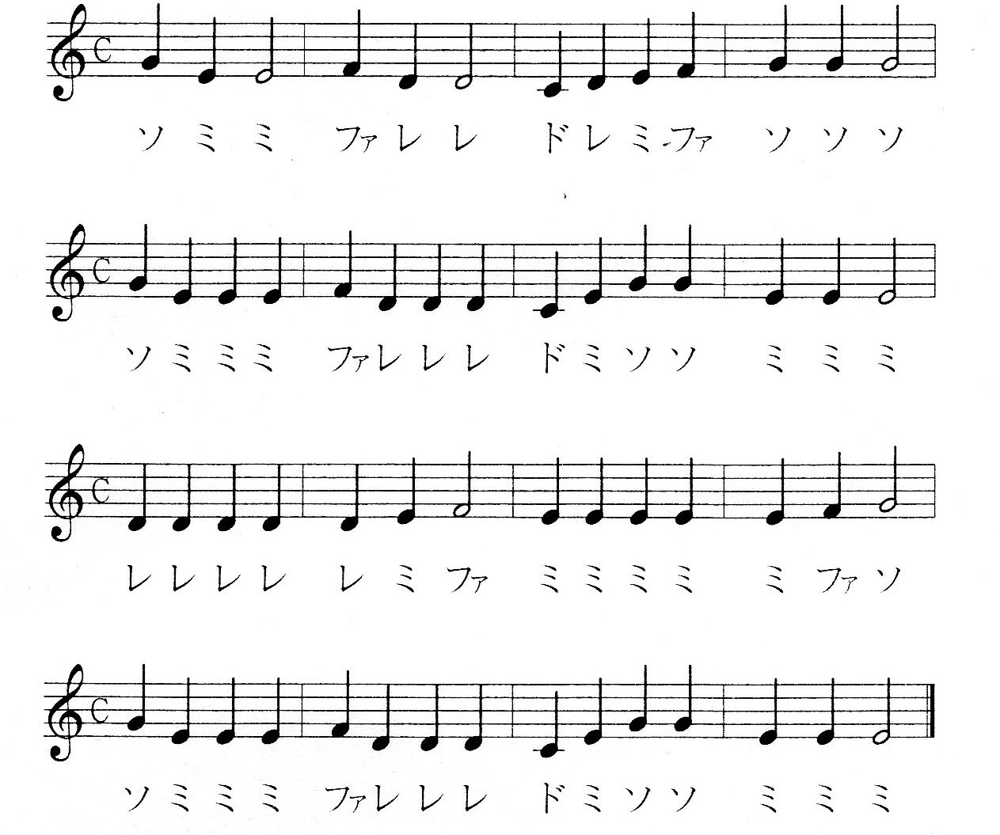 ソ ミ ミ ファ レ レ ド レ ミ ファ ソ ソ ソ
ソ ミ ミ ミ ファ レ レ レ ド ミ ソ ソ ミ ミ ミ
レ レ レ レ レ ミ ファ ミ ミ ミ ミ ミ ファ ソ
ソ ミ ミ ミ ファ レ レ レ ド ミ ソ ソ ミ ミ ミ